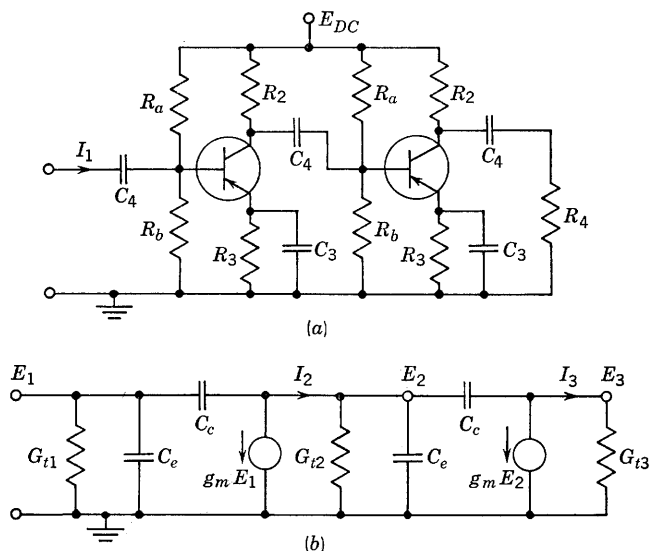 E_DC
R_a R_2 R_a R_2
I_1 C_4 C_4 C_4
R_b R_3 C_3 R_b R_3 C_3 R_4
(a)
E_1 I_2 E_2 I_3 E_3
C_c C_c
G_t1 C_e g_m E_1 G_t2 C_e g_m E_2 G_t3
(b)